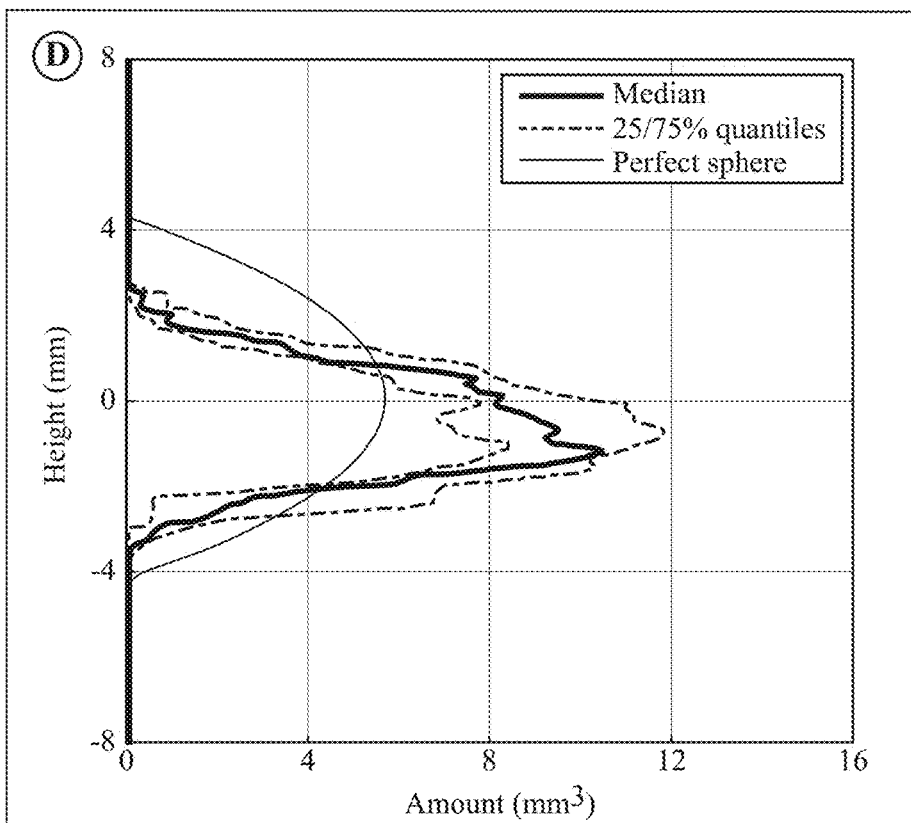 D
8
Median
25/75% quantiles
Perfect sphere
4
Height (mm)
0
-4
-8
0 4 8 12 16
Amount (mm³)